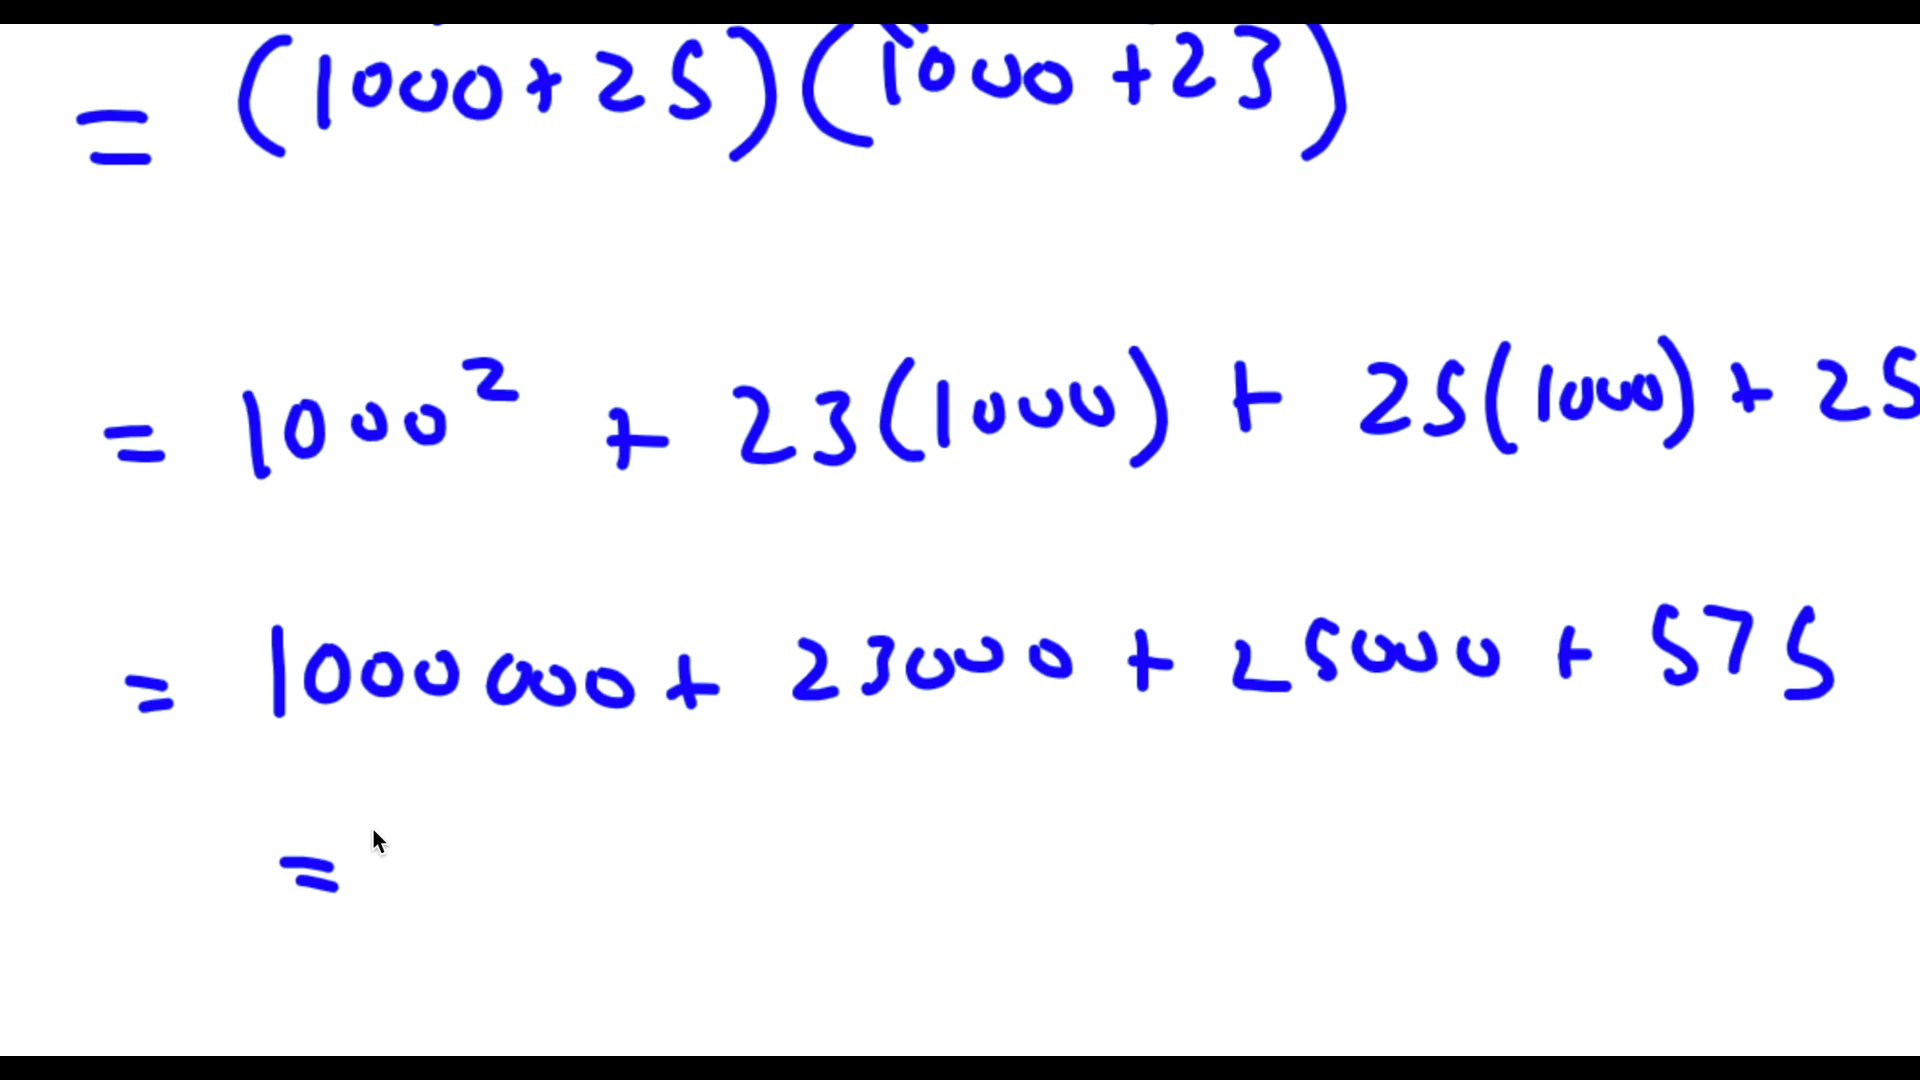 = (1000+25)(1000+23)
= 1000² + 23(1000) + 25(1000) + 25
= 1000000 + 23000 + 25000 + 575
=